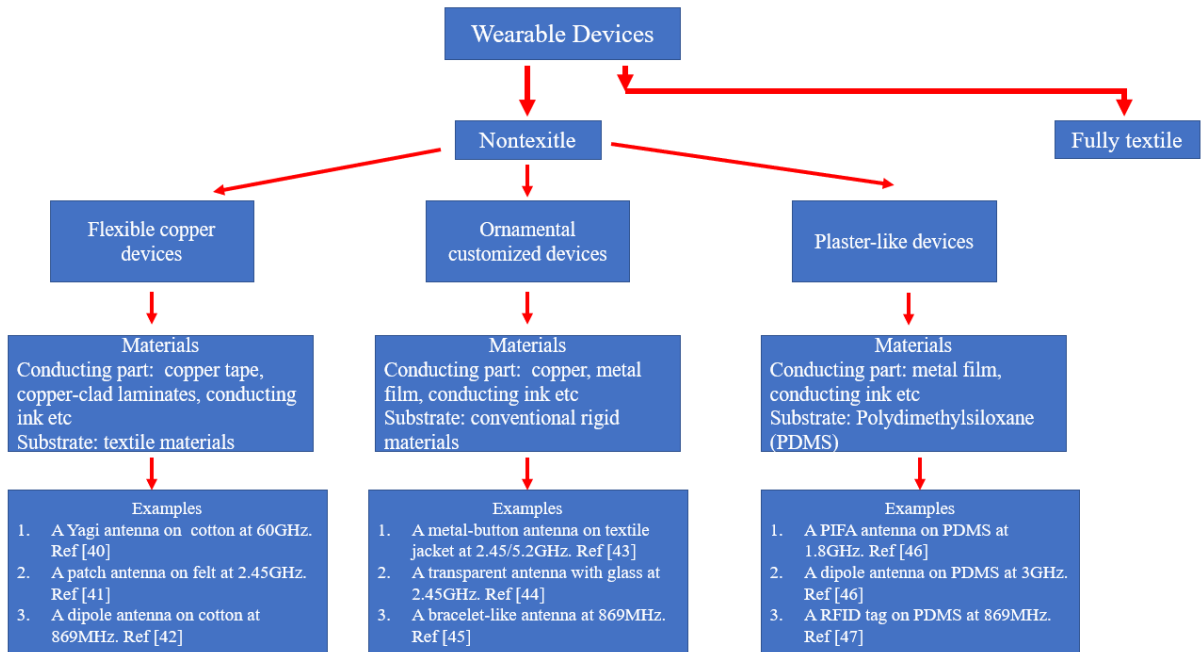 Wearable Devices
Nontexitle
Fully textile
Flexible copper
devices
Ornamental
customized devices
Plaster-like devices
Materials
Conducting part: copper tape,
copper-clad laminates, conducting
ink etc
Substrate: textile materials
Materials
Conducting part: copper, metal
film, conducting ink etc
Substrate: conventional rigid
materials
Materials
Conducting part: metal film,
conducting ink etc
Substrate: Polydimethylsiloxane
(PDMS)
Examples
1. A Yagi antenna on cotton at 60GHz.
Ref [40]
2. A patch antenna on felt at 2.45GHz.
Ref [41]
3. A dipole antenna on cotton at
869MHz. Ref [42]
Examples
1. A metal-button antenna on textile
jacket at 2.45/5.2GHz. Ref [43]
2. A transparent antenna with glass at
2.45GHz. Ref [44]
3. A bracelet-like antenna at 869MHz.
Ref [45]
Examples
1. A PIFA antenna on PDMS at
1.8GHz. Ref [46]
2. A dipole antenna on PDMS at 3GHz.
Ref [46]
3. A RFID tag on PDMS at 869MHz.
Ref [47]